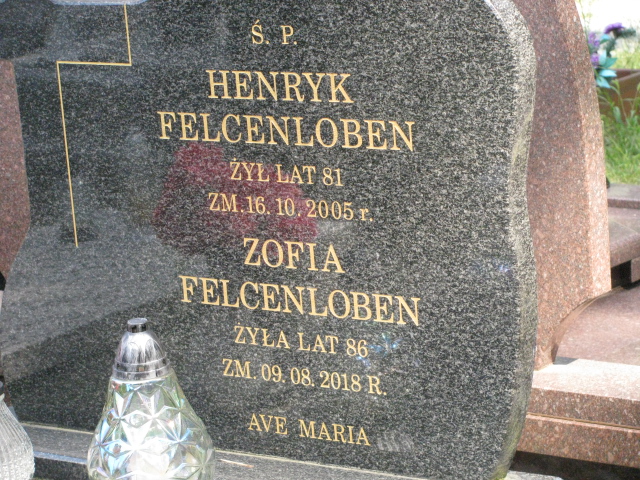 Ś. P.
HENRYK
FELCENLOBEN
ŻYŁ LAT 81
ZM. 16. 10. 2005 r.
ZOFIA
FELCENLOBEN
ŻYŁA LAT 86
ZM. 09. 08. 2018 R.
AVE MARIA